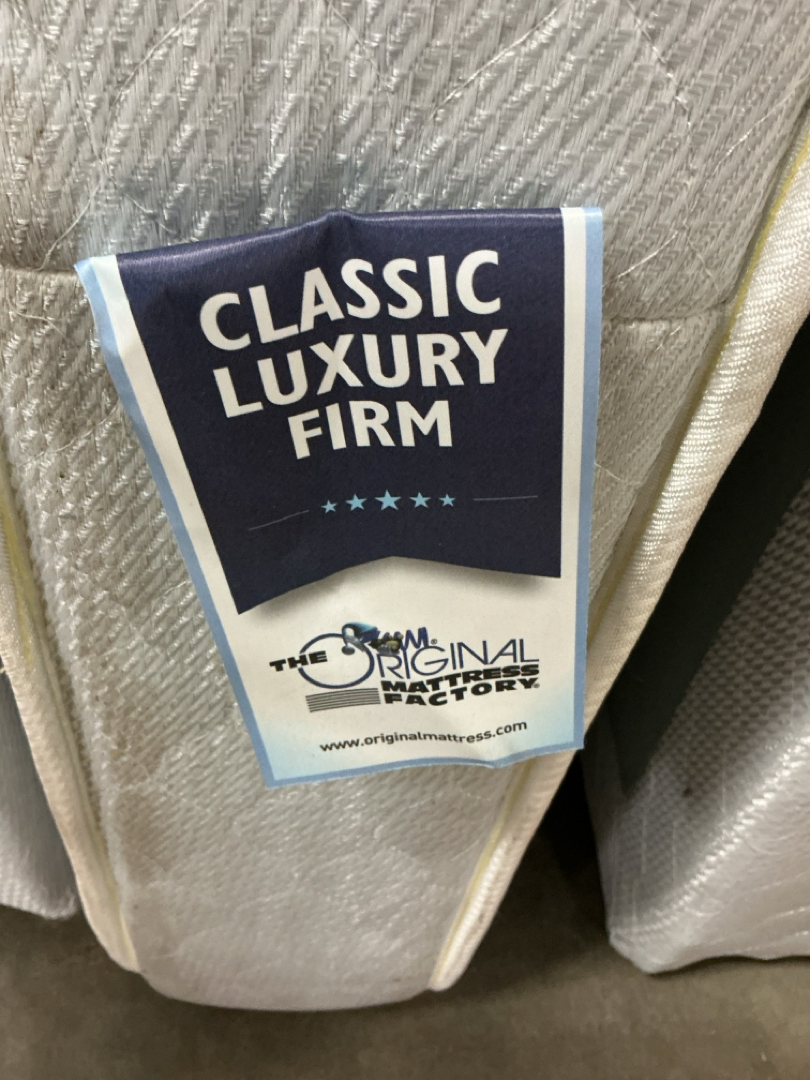 CLASSIC
LUXURY
FIRM
THE ORIGINAL
MATTRESS
FACTORY®
www.originalmattress.com